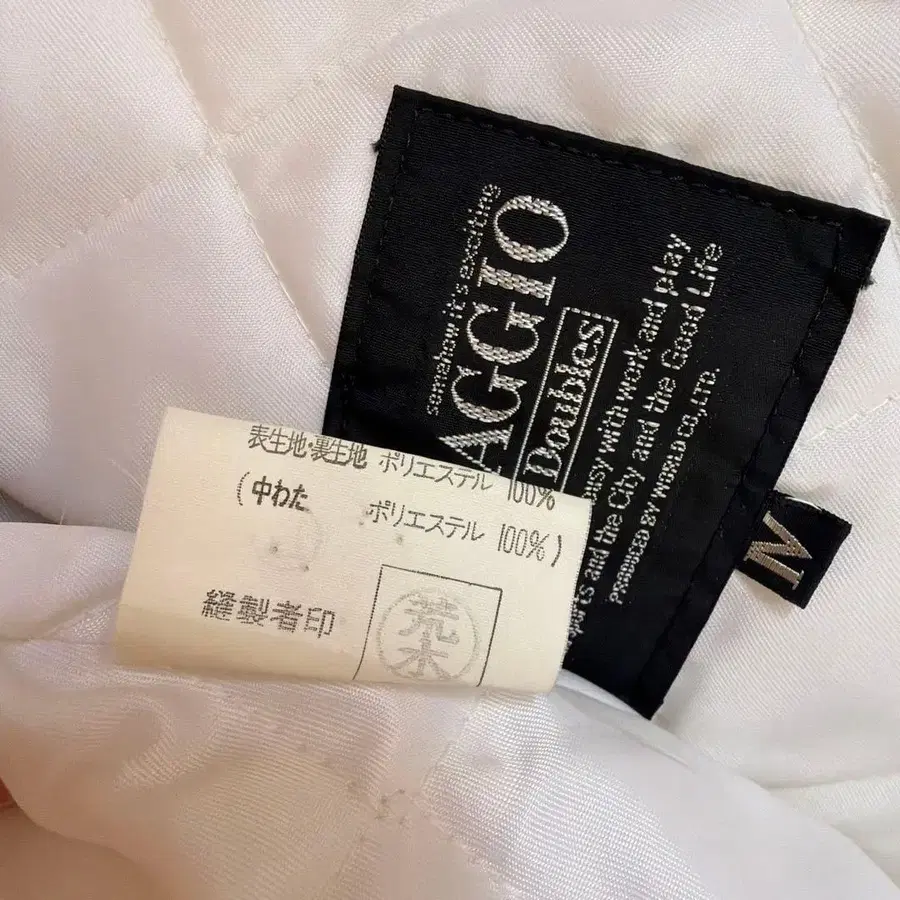 somehow it's exciting
AGGIO
Doubles
busy with work and play
sports and the City and the Good Life
PRODUCED BY WORLD CO., LTD.
M
表生地・裏生地 ポリエステル 100%
(中わた ポリエステル 100%)
縫製者印
荒木